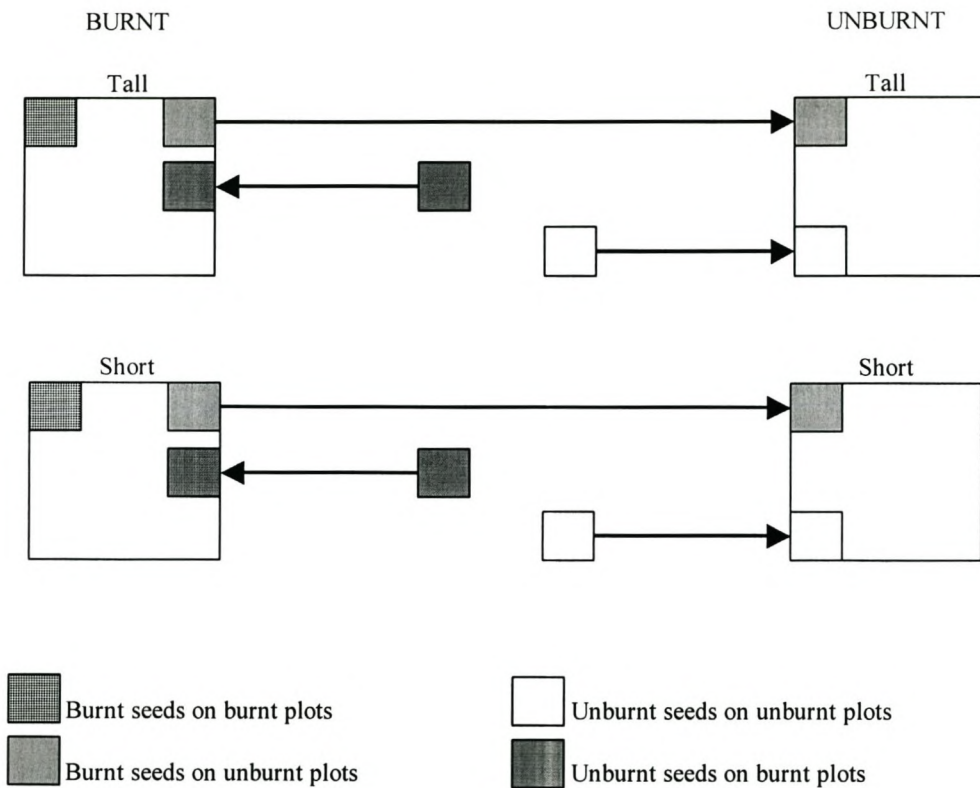 BURNT UNBURNT
Tall Tall
Short Short
Burnt seeds on burnt plots Unburnt seeds on unburnt plots
Burnt seeds on unburnt plots Unburnt seeds on burnt plots